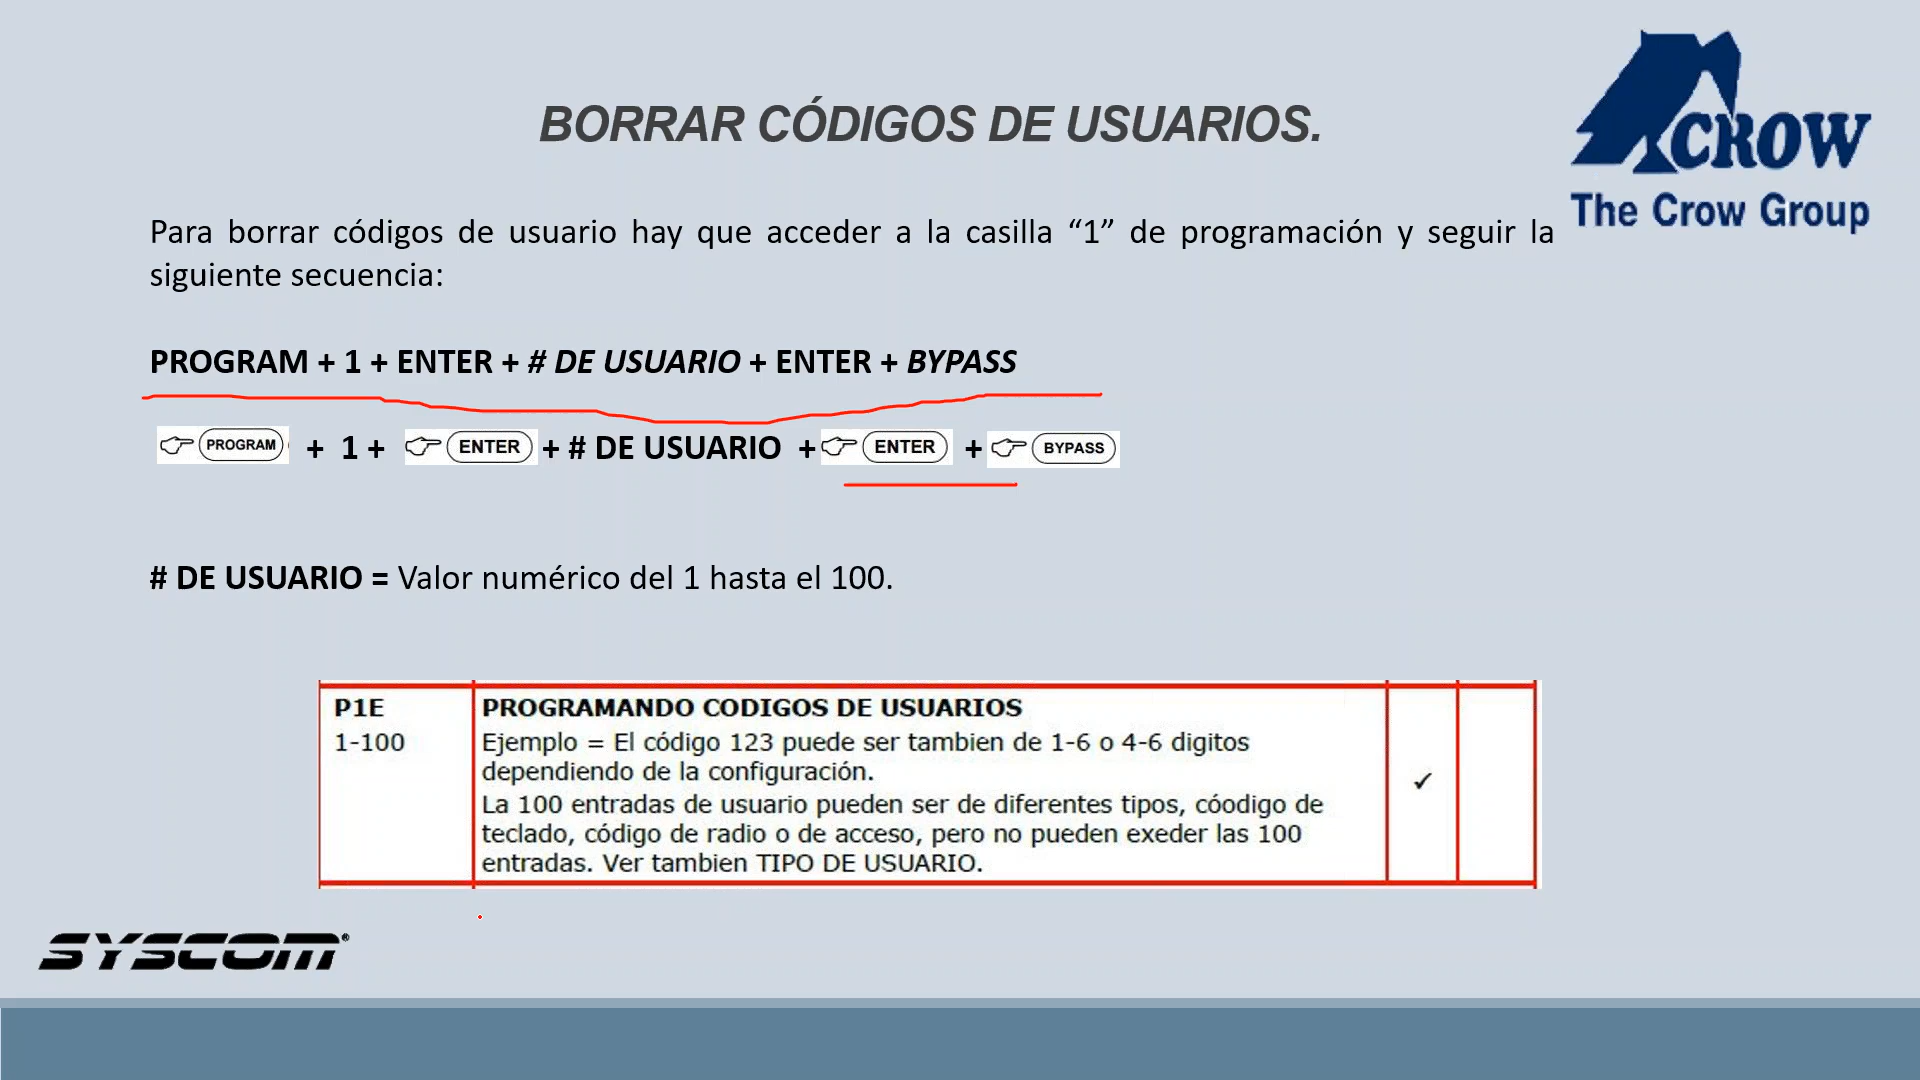 BORRAR CÓDIGOS DE USUARIOS.
CROW
The Crow Group
Para borrar códigos de usuario hay que acceder a la casilla “1” de programación y seguir la
siguiente secuencia:
PROGRAM + 1 + ENTER + # DE USUARIO + ENTER + BYPASS
PROGRAM + 1 + ENTER + # DE USUARIO + ENTER + BYPASS
# DE USUARIO = Valor numérico del 1 hasta el 100.
P1E PROGRAMANDO CODIGOS DE USUARIOS
1-100 Ejemplo = El código 123 puede ser tambien de 1-6 o 4-6 digitos
dependiendo de la configuración.
✓
La 100 entradas de usuario pueden ser de diferentes tipos, cóodigo de
teclado, código de radio o de acceso, pero no pueden exeder las 100
entradas. Ver tambien TIPO DE USUARIO.
SYSCOM®